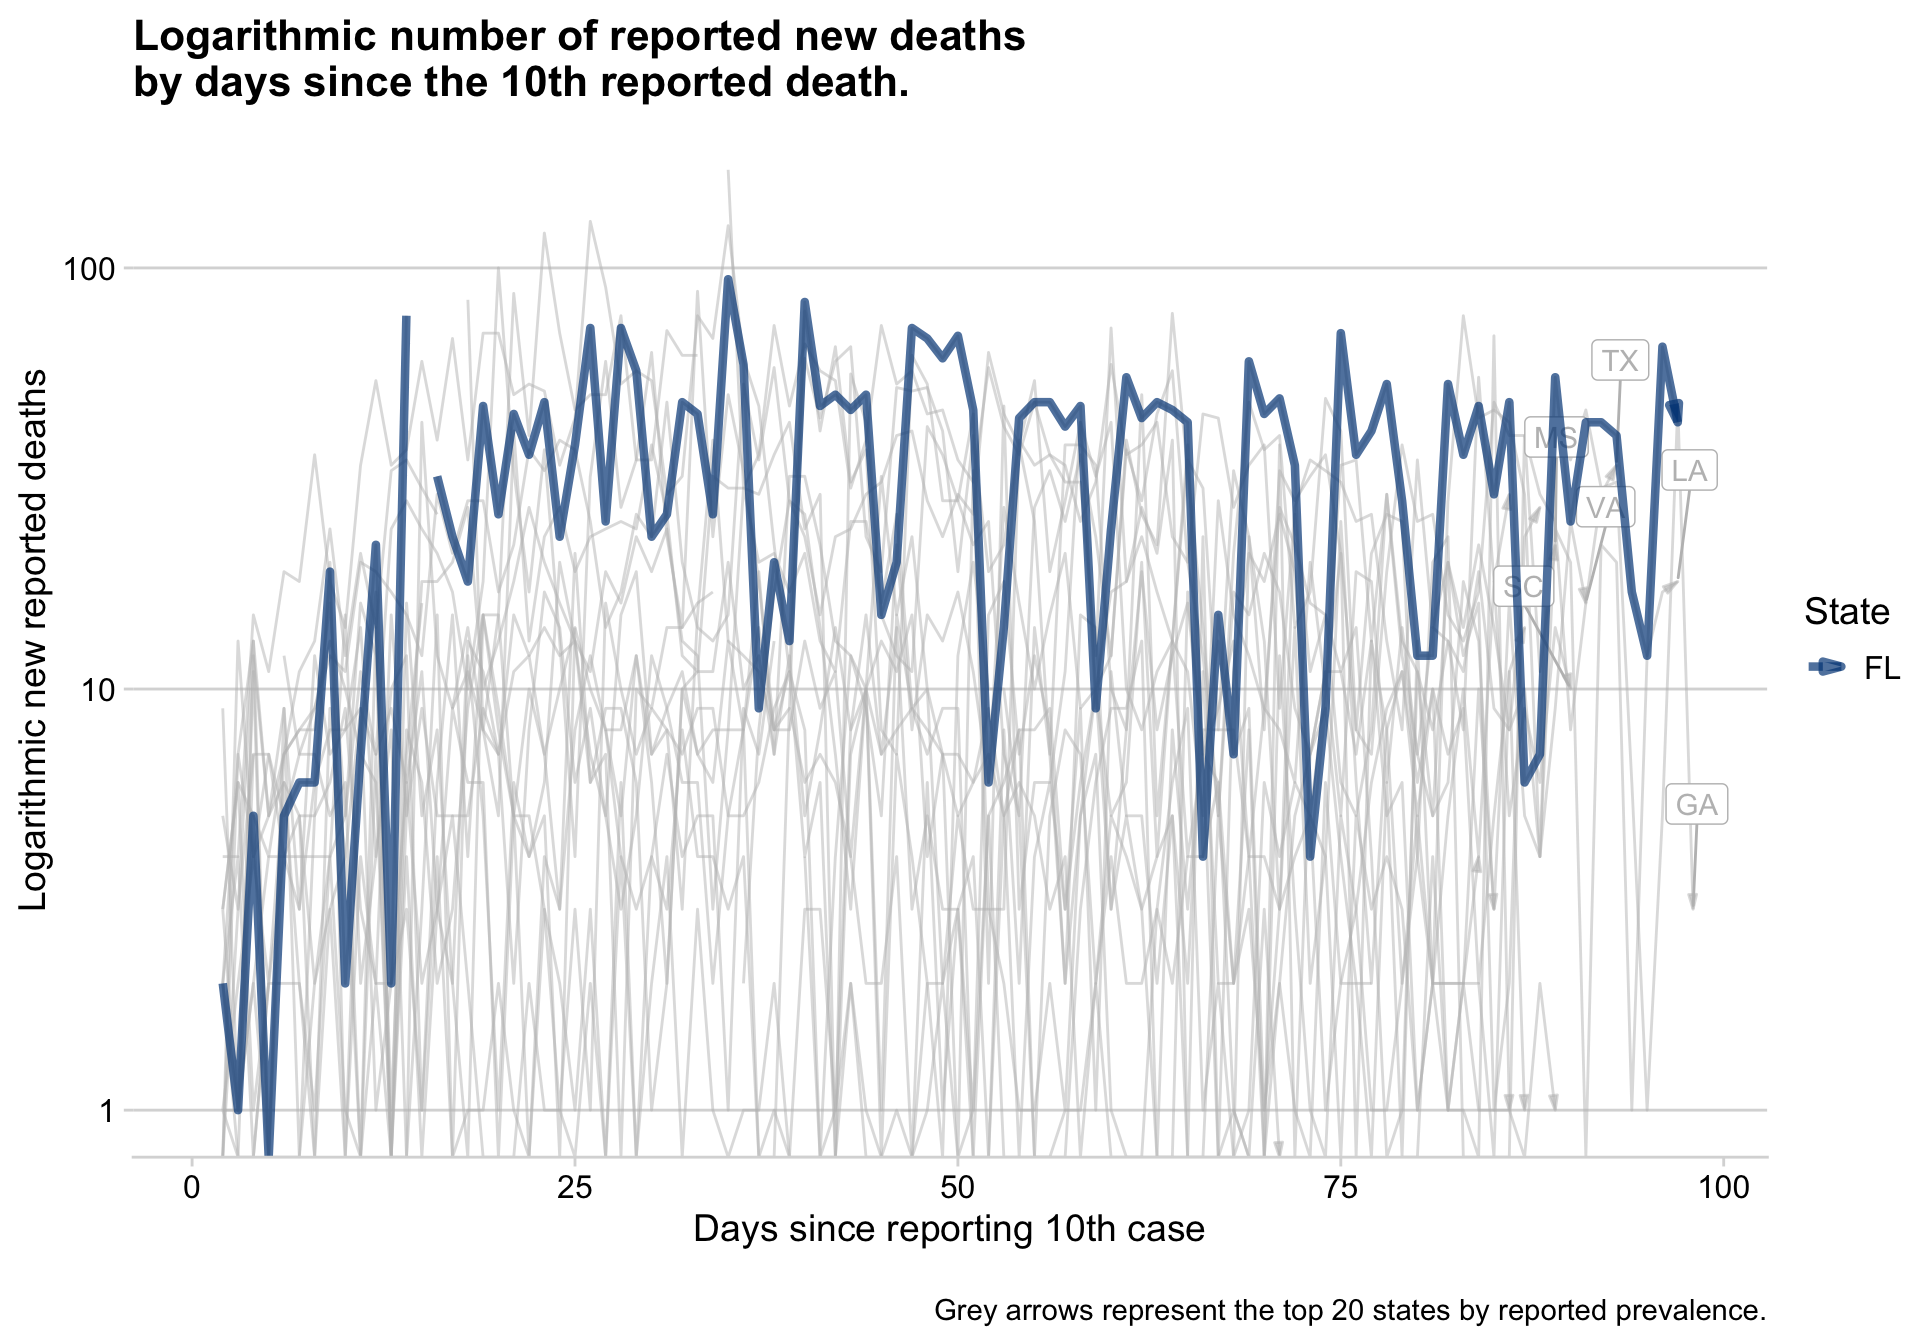 Logarithmic number of reported new deaths
by days since the 10th reported death.
Logarithmic new reported deaths
100
10
1
TX
MS
LA
VA
SC
GA
State
FL
0 25 50 75 100
Days since reporting 10th case
Grey arrows represent the top 20 states by reported prevalence.